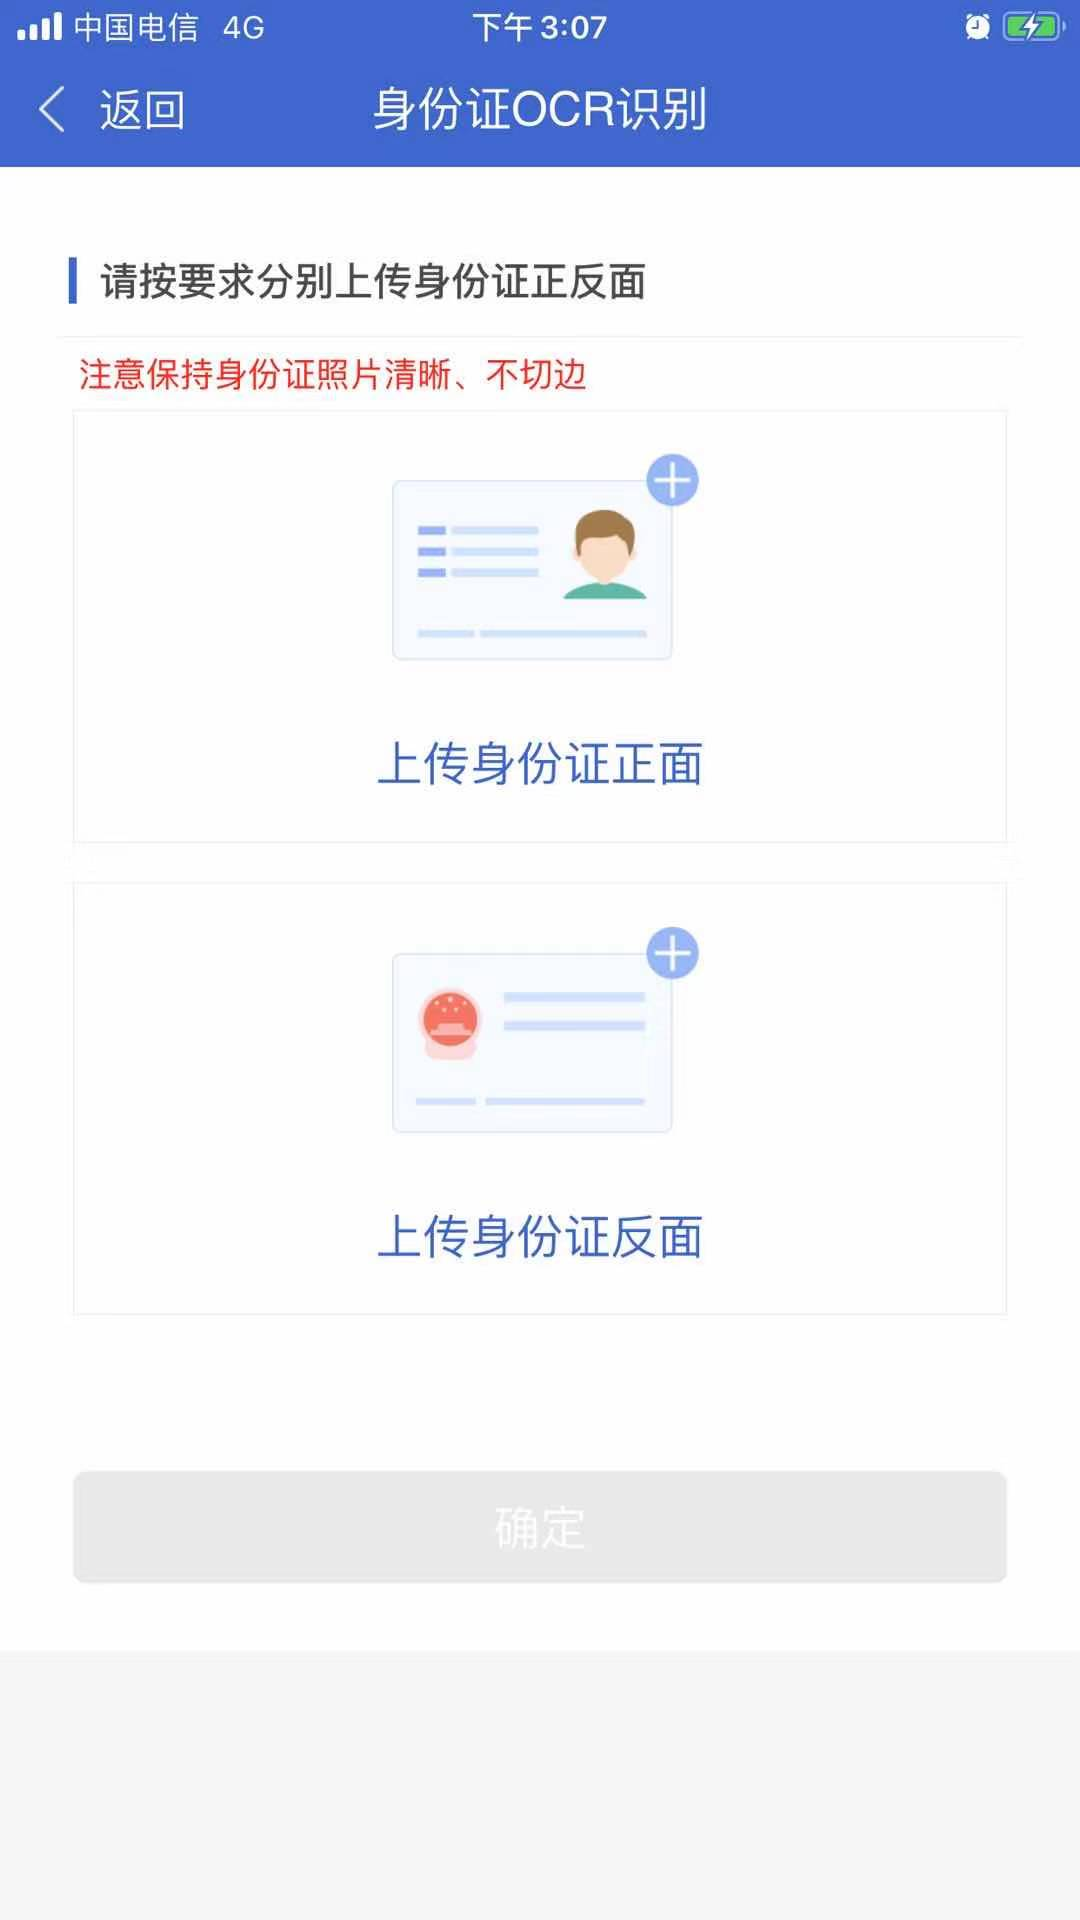 中国电信 4G 下午 3:07
返回 身份证OCR识别
请按要求分别上传身份证正反面
注意保持身份证照片清晰、不切边
上传身份证正面
上传身份证反面
确定